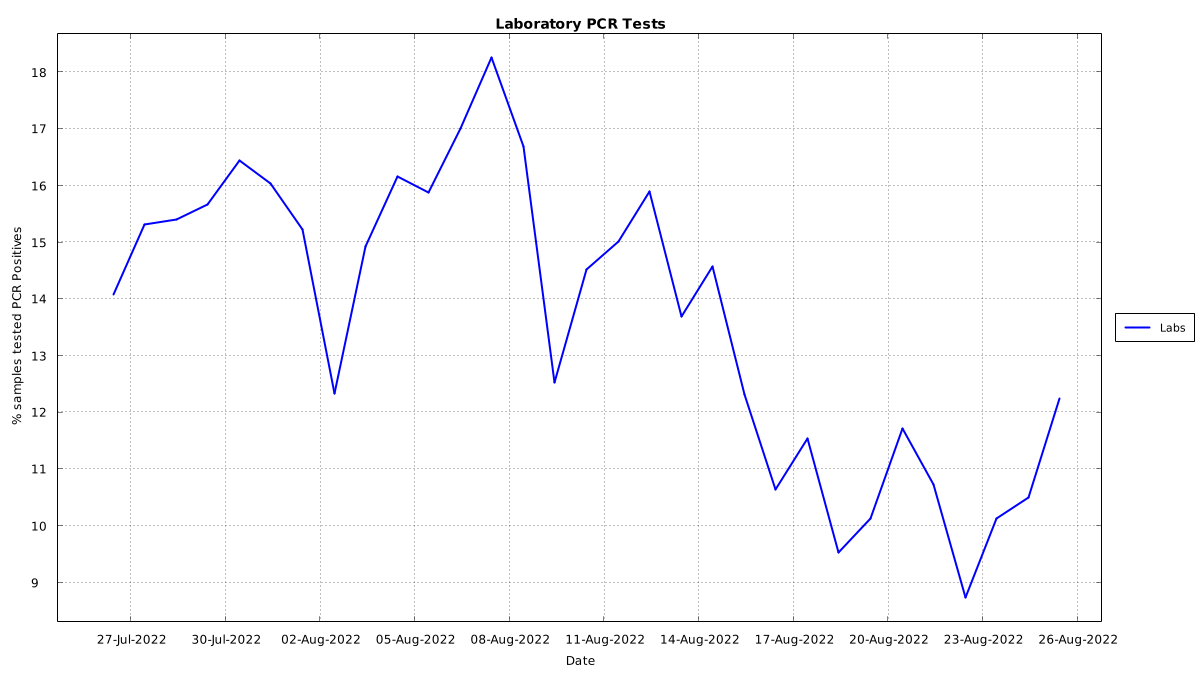 Laboratory PCR Tests
18
17
16
15
14
13
12
11
10
9
% samples tested PCR Positives
Labs
27-Jul-2022 30-Jul-2022 02-Aug-2022 05-Aug-2022 08-Aug-2022 11-Aug-2022 14-Aug-2022 17-Aug-2022 20-Aug-2022 23-Aug-2022 26-Aug-2022
Date